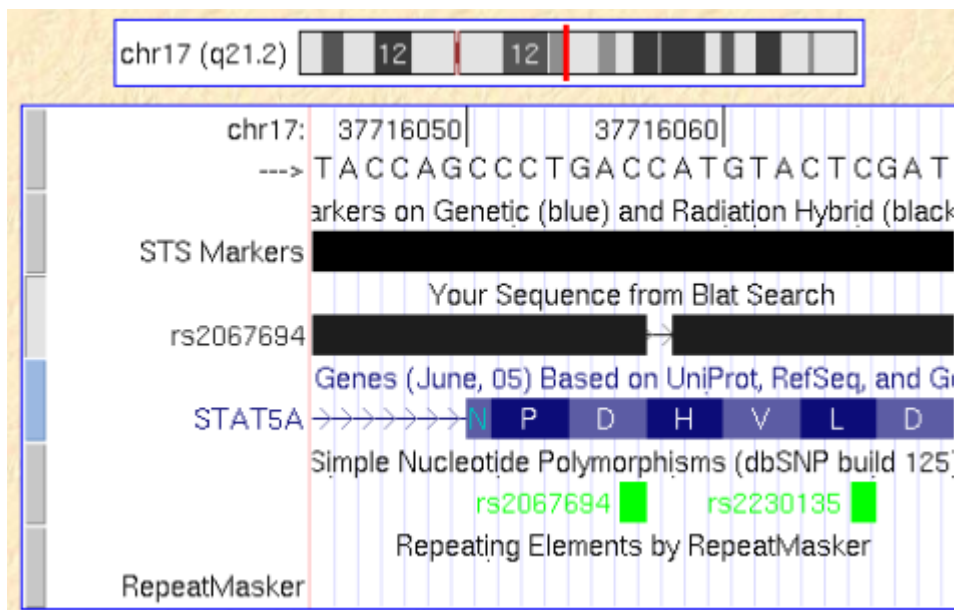 chr17 (q21.2) 12 12
chr17: 37716050 37716060
---> T A C C A G C C C T G A C C A T G T A C T C G A T
arkers on Genetic (blue) and Radiation Hybrid (black
STS Markers
Your Sequence from Blat Search
rs2067694
Genes (June, 05) Based on UniProt, RefSeq, and Ge
STAT5A N P D H V L D
Simple Nucleotide Polymorphisms (dbSNP build 125)
rs2067694 rs2230135
Repeating Elements by RepeatMasker
RepeatMasker